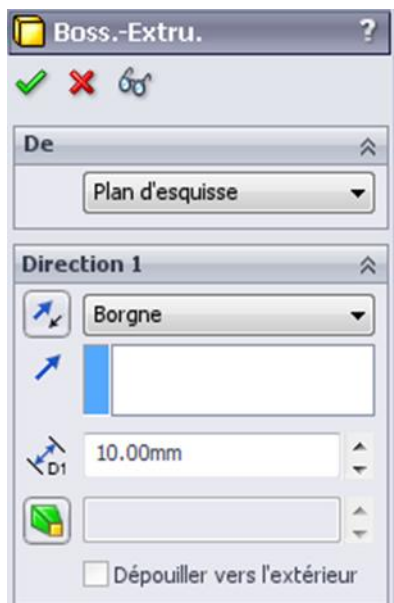 Boss.-Extru. ?
De
Plan d'esquisse
Direction 1
Borgne
D1 10.00mm
Dépouiller vers l'extérieur